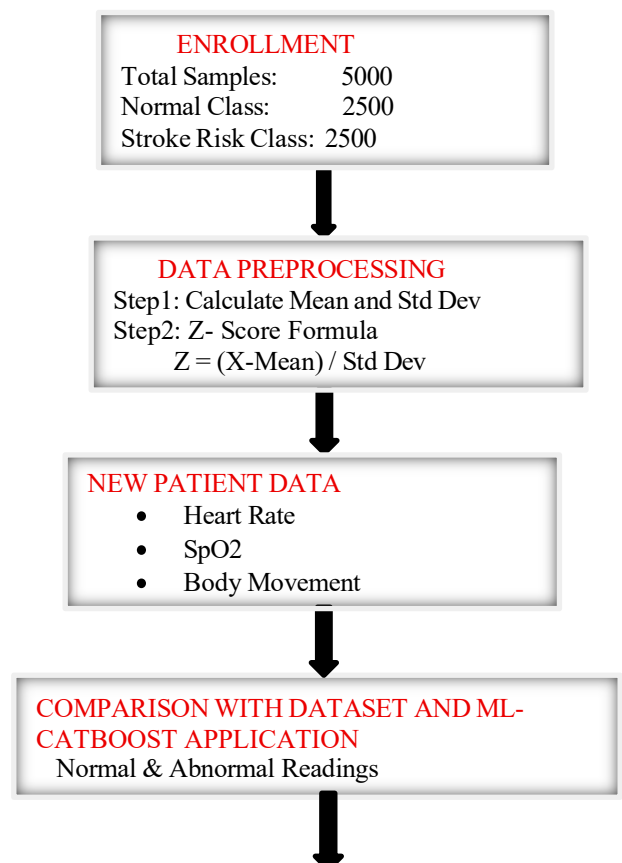 ENROLLMENT
Total Samples: 5000
Normal Class: 2500
Stroke Risk Class: 2500
DATA PREPROCESSING
Step1: Calculate Mean and Std Dev
Step2: Z- Score Formula
Z = (X-Mean) / Std Dev
NEW PATIENT DATA
• Heart Rate
• SpO2
• Body Movement
COMPARISON WITH DATASET AND ML-
CATBOOST APPLICATION
Normal & Abnormal Readings